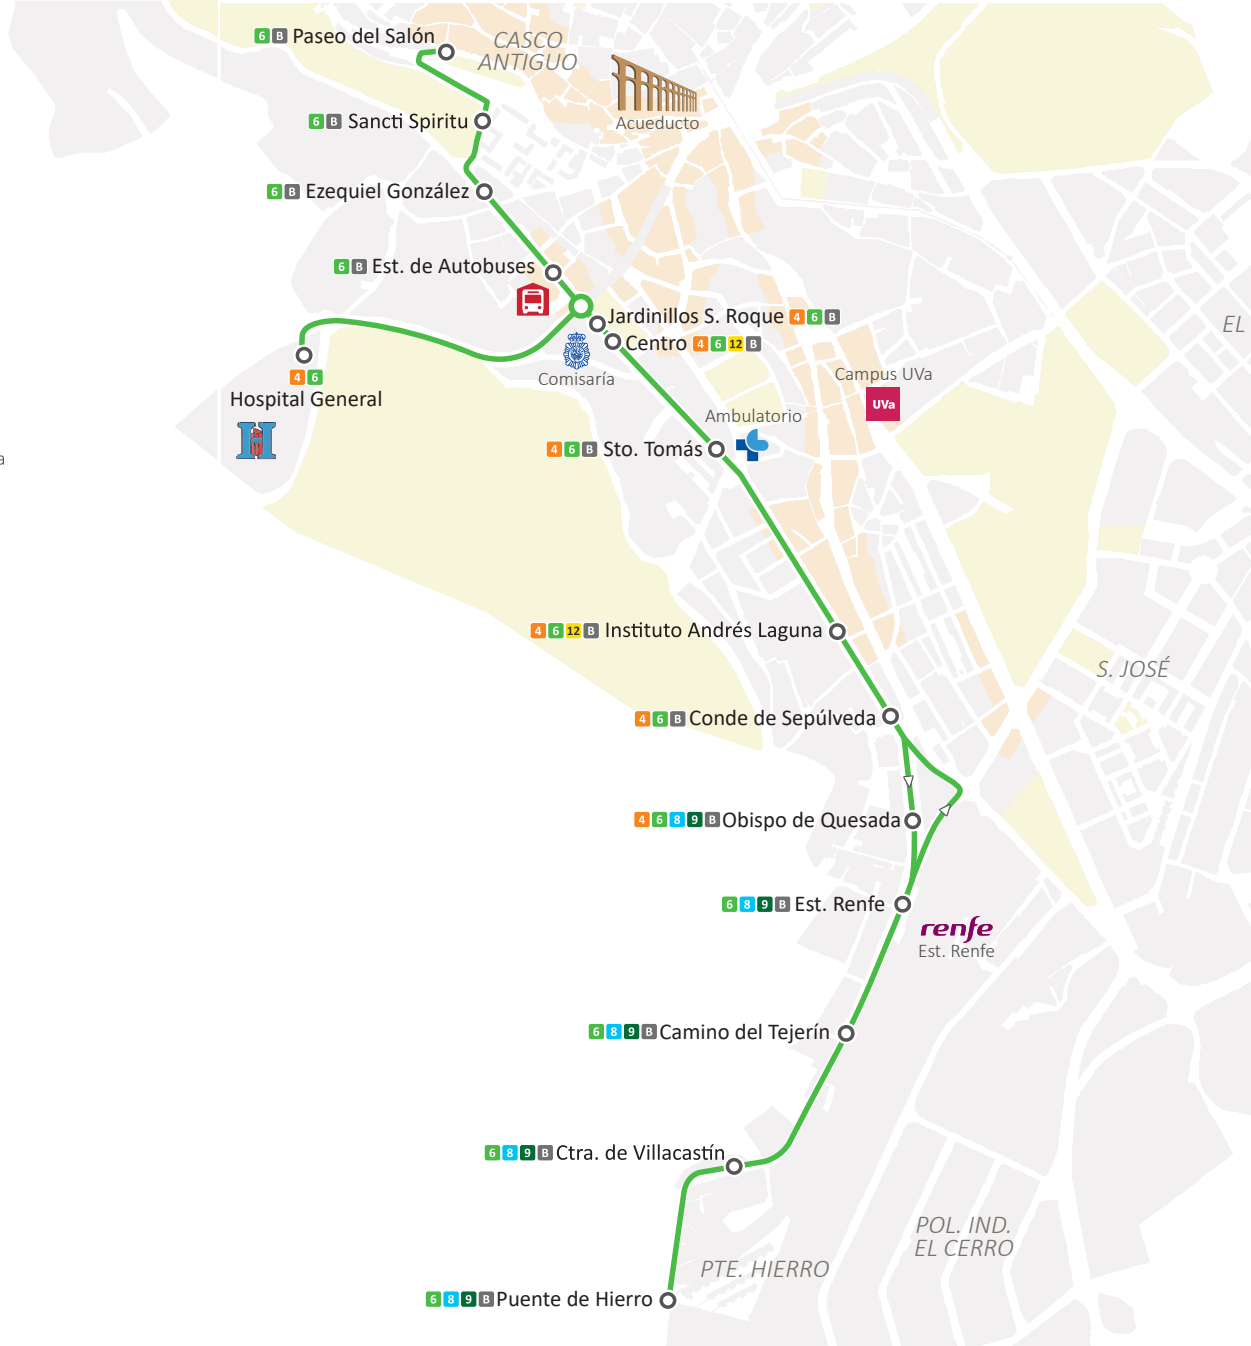 6 B Paseo del Salón
CASCO
ANTIGUO
Acueducto
6 B Sancti Spiritu
6 B Ezequiel González
6 B Est. de Autobuses
Jardinillos S. Roque 4 6 B
EL
Centro 4 6 12 B
Comisaría
4 6
Hospital General
H
Campus UVa
UVa
Ambulatorio
4 6 B Sto. Tomás
a
4 6 12 B Instituto Andrés Laguna
S. JOSÉ
4 6 B Conde de Sepúlveda
4 6 8 9 B Obispo de Quesada
6 8 9 B Est. Renfe
renfe
Est. Renfe
6 8 9 B Camino del Tejerín
6 8 9 B Ctra. de Villacastín
POL. IND.
EL CERRO
PTE. HIERRO
6 8 9 B Puente de Hierro